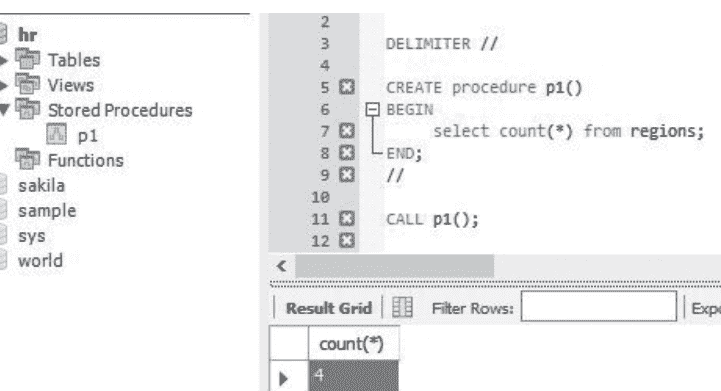 hr
Tables
Views
Stored Procedures
p1
Functions
sakila
sample
sys
world
2
3 DELIMITER //
4
5 CREATE procedure p1()
6 BEGIN
7 select count(*) from regions;
8 END;
9 //
10
11 CALL p1();
12
Result Grid Filter Rows:
count(*)
4